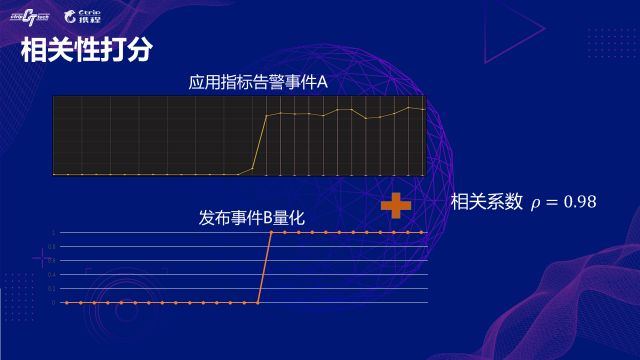 Ctrip Tech
Ctrip
携程
相关性打分
应用指标告警事件A
相关系数 ρ = 0.98
发布事件B量化
1
0.8
0.6
0.4
0.2
0